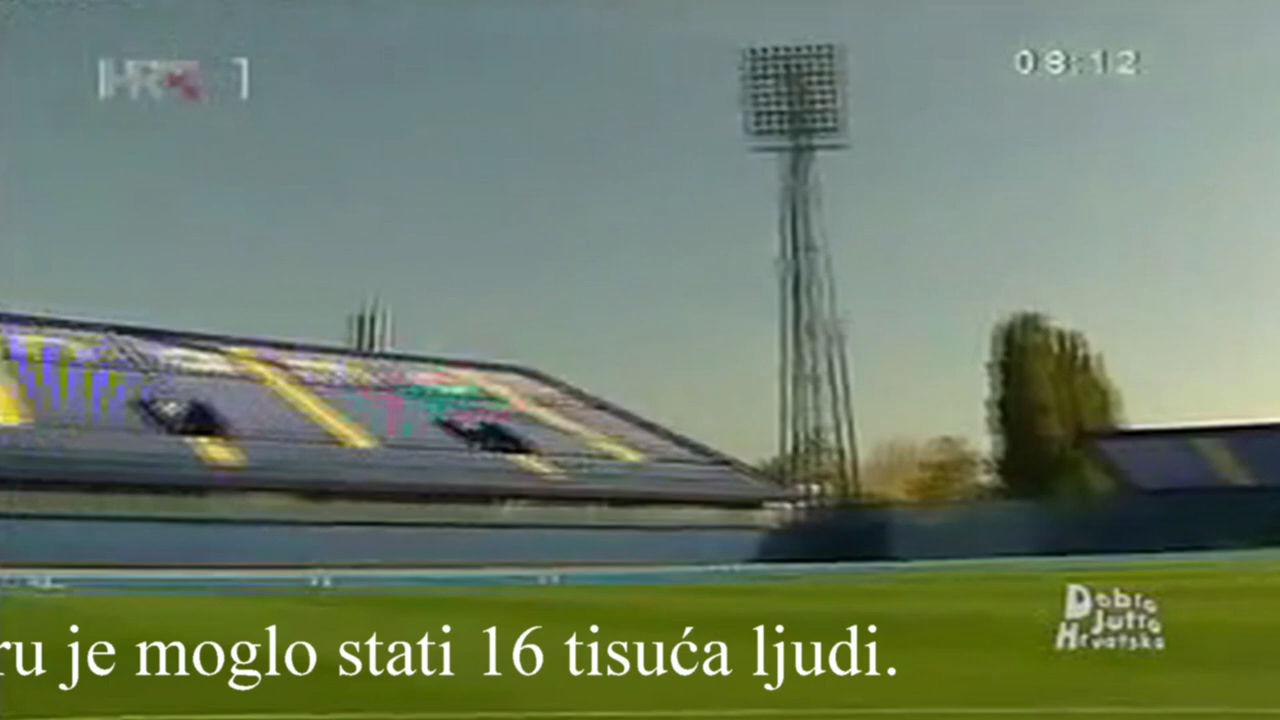 HRT 1
08:12
ru je moglo stati 16 tisuća ljudi.
Dobro
Jutro
Hrvatska